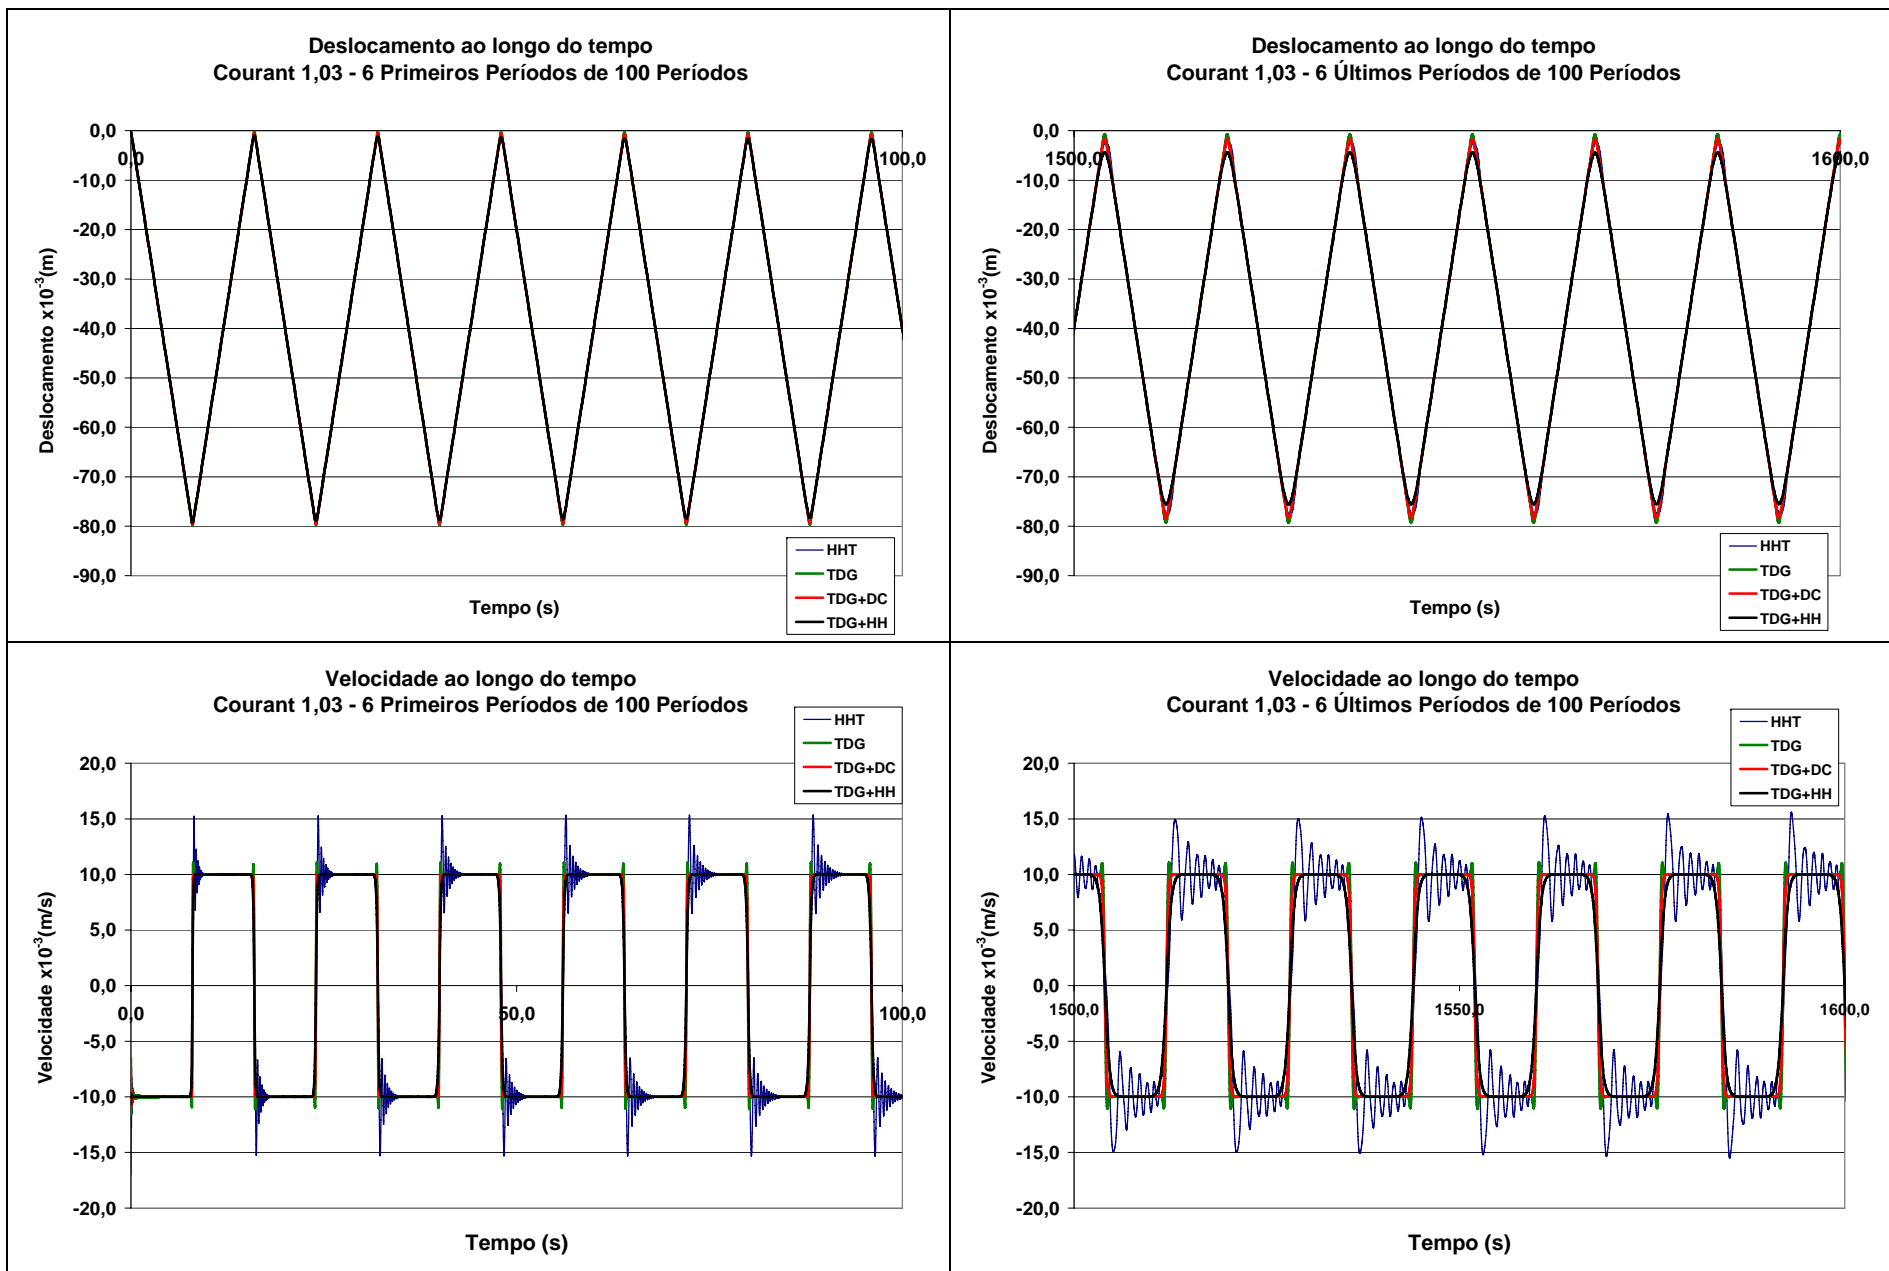 Deslocamento ao longo do tempo
Courant 1,03 - 6 Primeiros Períodos de 100 Períodos
0,0
-10,0
-20,0
-30,0
-40,0
-50,0
-60,0
-70,0
-80,0
-90,0
0,0
100,0
Deslocamento x10-3(m)
Tempo (s)
HHT
TDG
TDG+DC
TDG+HH
Deslocamento ao longo do tempo
Courant 1,03 - 6 Últimos Períodos de 100 Períodos
0,0
-10,0
-20,0
-30,0
-40,0
-50,0
-60,0
-70,0
-80,0
-90,0
1500,0
1600,0
Deslocamento x10-3(m)
Tempo (s)
HHT
TDG
TDG+DC
TDG+HH
Velocidade ao longo do tempo
Courant 1,03 - 6 Primeiros Períodos de 100 Períodos
HHT
TDG
TDG+DC
TDG+HH
20,0
15,0
10,0
5,0
0,0
-5,0
-10,0
-15,0
-20,0
0,0
50,0
100,0
Velocidade x10-3(m/s)
Tempo (s)
Velocidade ao longo do tempo
Courant 1,03 - 6 Últimos Períodos de 100 Períodos
HHT
TDG
TDG+DC
TDG+HH
20,0
15,0
10,0
5,0
0,0
-5,0
-10,0
-15,0
-20,0
1500,0
1550,0
1600,0
Velocidade x10-3(m/s)
Tempo (s)